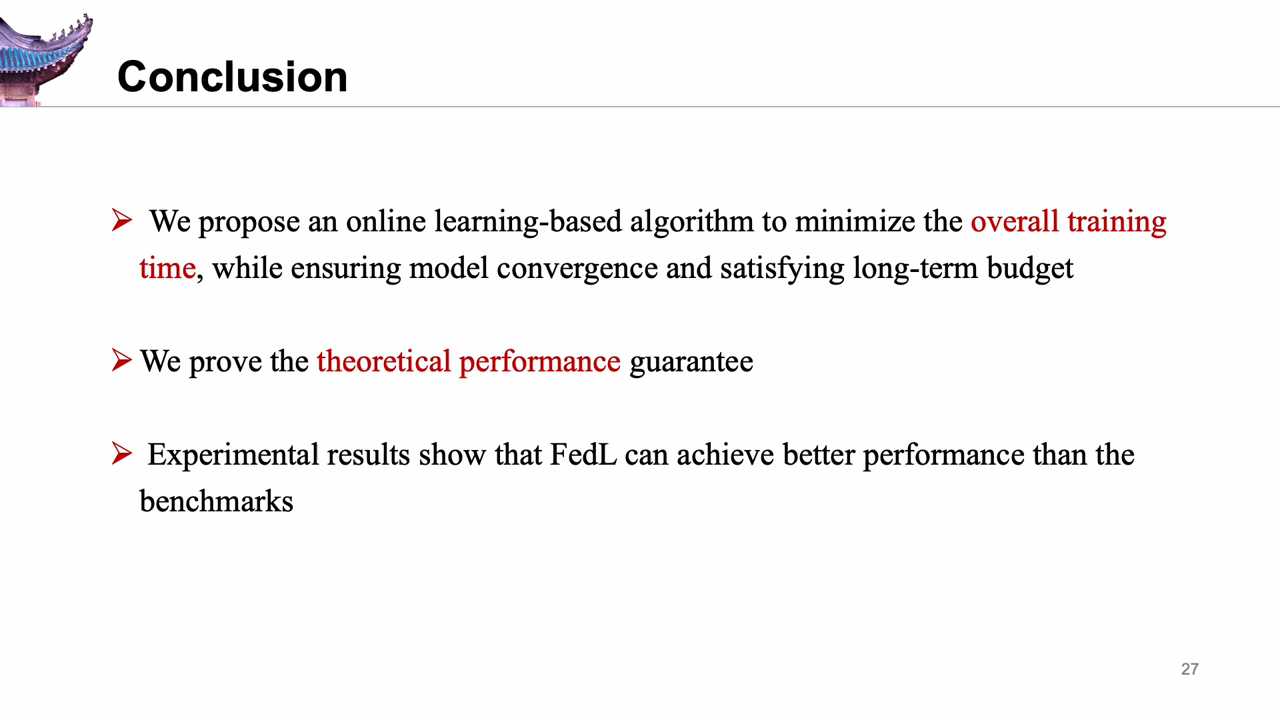 Conclusion
We propose an online learning-based algorithm to minimize the overall training
time, while ensuring model convergence and satisfying long-term budget
We prove the theoretical performance guarantee
Experimental results show that FedL can achieve better performance than the
benchmarks
27